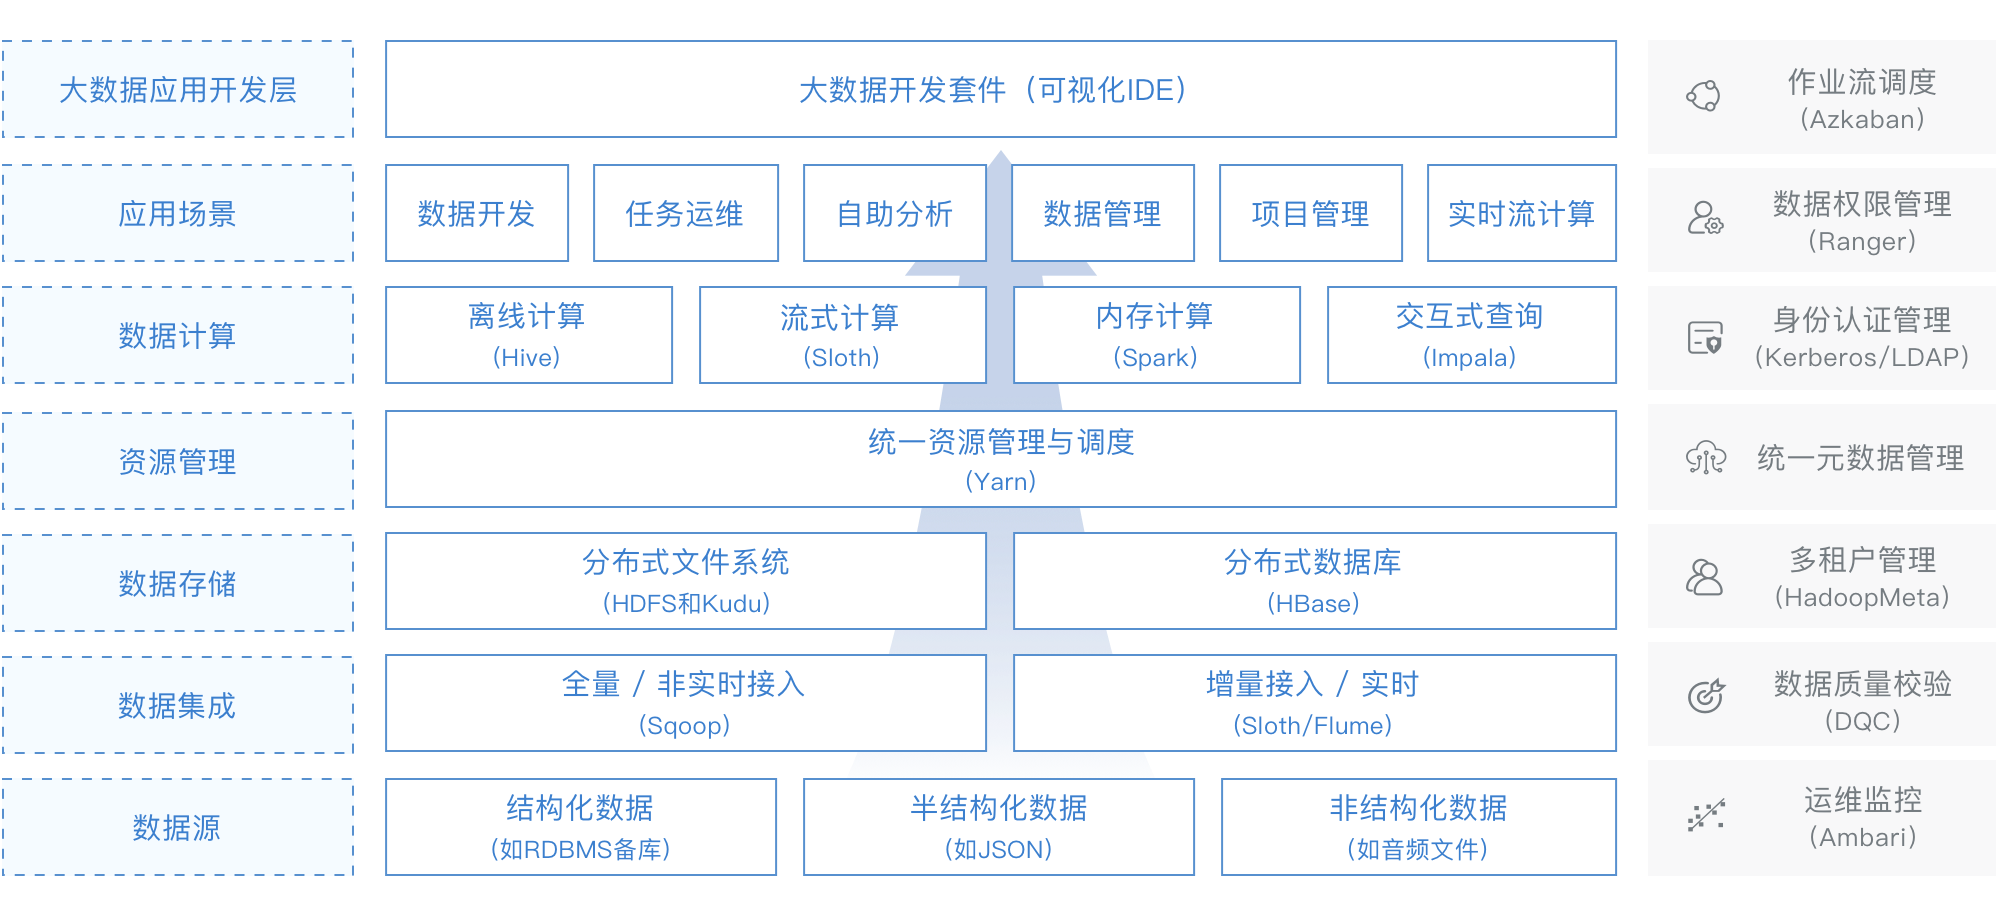 大数据应用开发层
大数据开发套件（可视化IDE）
作业流调度
（Azkaban）
应用场景
数据开发
任务运维
自助分析
数据管理
项目管理
实时流计算
数据权限管理
（Ranger）
数据计算
离线计算
（Hive）
流式计算
（Sloth）
内存计算
（Spark）
交互式查询
（Impala）
身份认证管理
（Kerberos/LDAP）
资源管理
统一资源管理与调度
（Yarn）
统一元数据管理
数据存储
分布式文件系统
（HDFS和Kudu）
分布式数据库
（HBase）
多租户管理
（HadoopMeta）
数据集成
全量 / 非实时接入
（Sqoop）
增量接入 / 实时
（Sloth/Flume）
数据质量校验
（DQC）
数据源
结构化数据
（如RDBMS备库）
半结构化数据
（如JSON）
非结构化数据
（如音频文件）
运维监控
（Ambari）